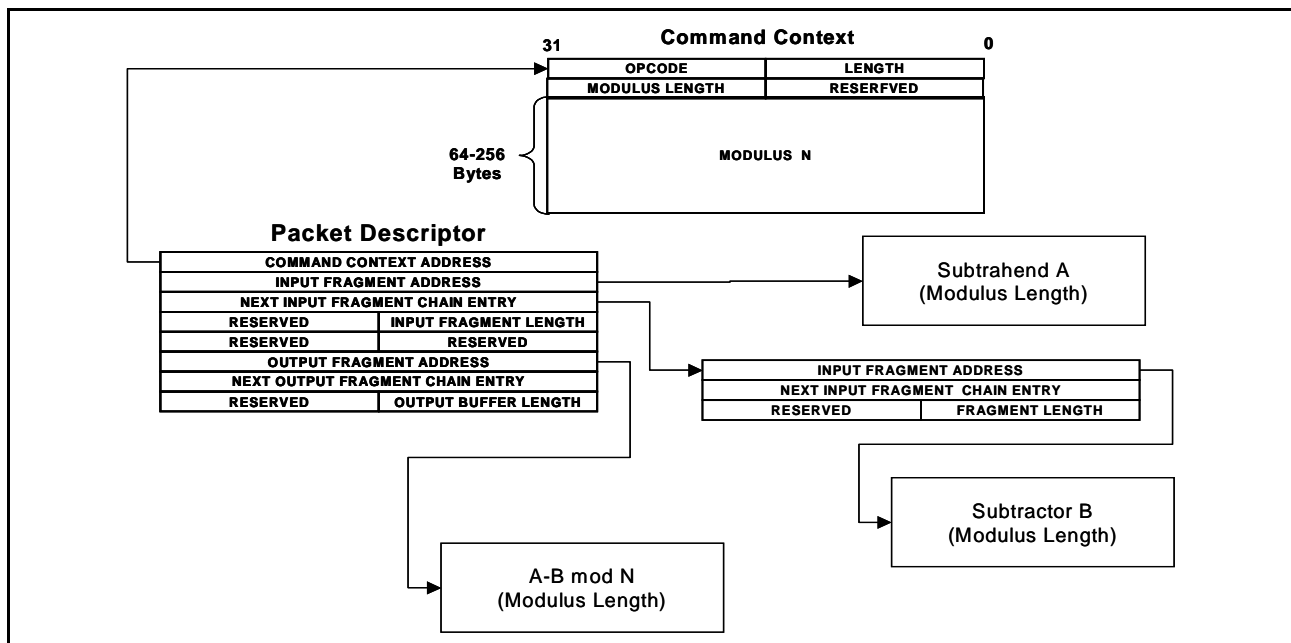 31 Command Context 0
OPCODE LENGTH
MODULUS LENGTH RESERFVED
64-256
Bytes
MODULUS N
Packet Descriptor
COMMAND CONTEXT ADDRESS
INPUT FRAGMENT ADDRESS
NEXT INPUT FRAGMENT CHAIN ENTRY
RESERVED INPUT FRAGMENT LENGTH
RESERVED RESERVED
OUTPUT FRAGMENT ADDRESS
NEXT OUTPUT FRAGMENT CHAIN ENTRY
RESERVED OUTPUT BUFFER LENGTH
Subtrahend A
(Modulus Length)
INPUT FRAGMENT ADDRESS
NEXT INPUT FRAGMENT CHAIN ENTRY
RESERVED FRAGMENT LENGTH
Subtractor B
(Modulus Length)
A-B mod N
(Modulus Length)